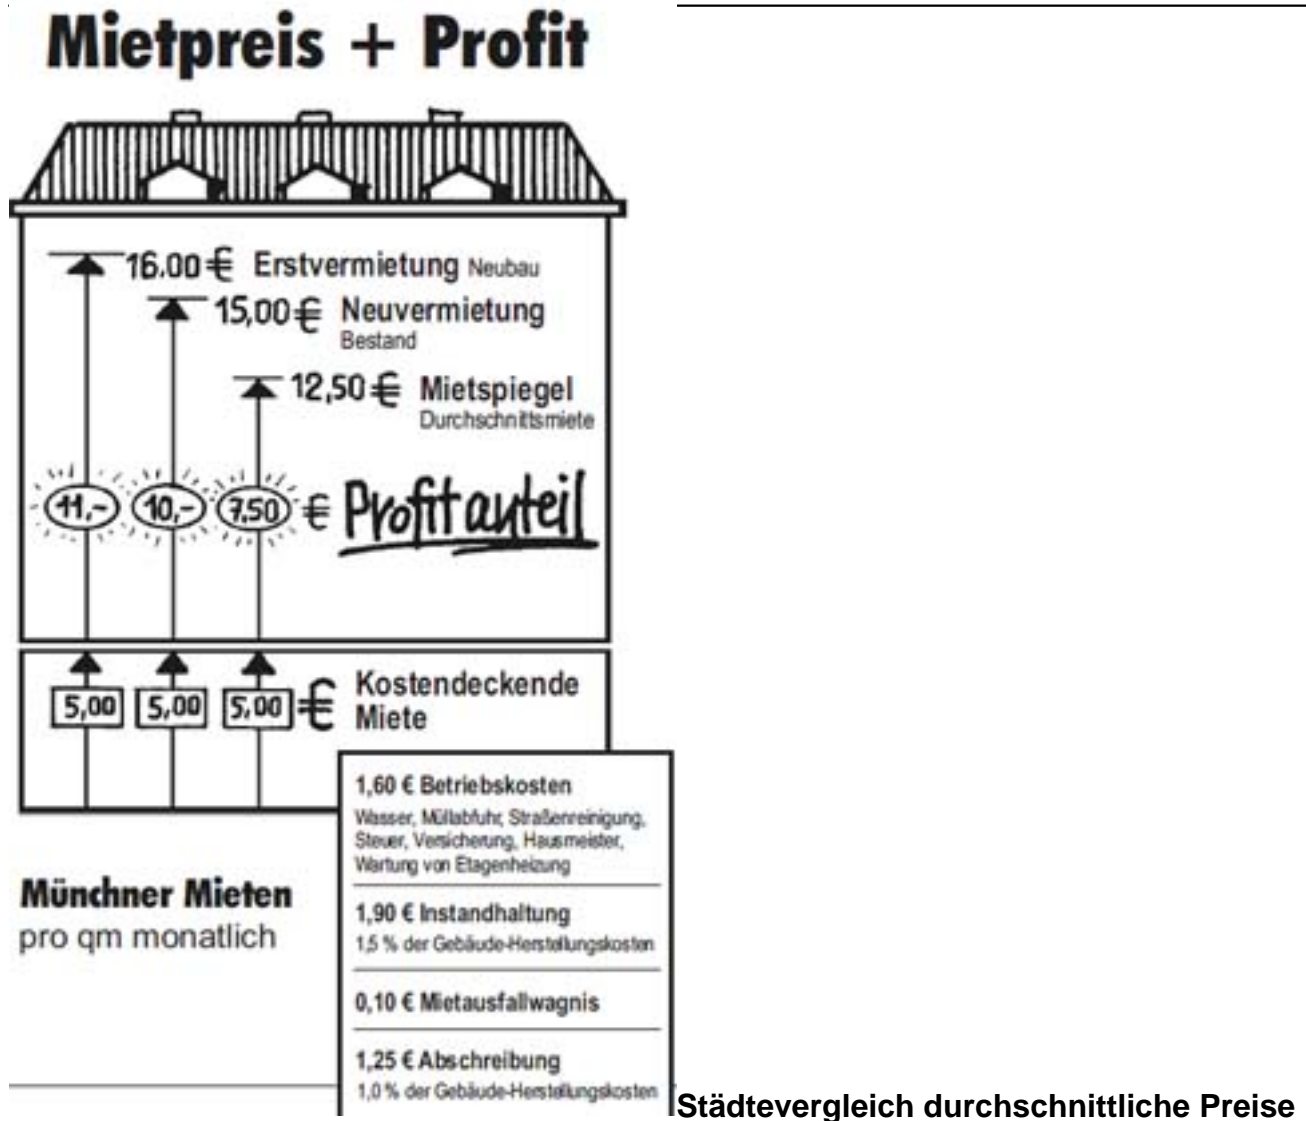 Mietpreis + Profit
16.00 € Erstvermietung Neubau
15,00 € Neuvermietung
Bestand
12,50 € Mietspiegel
Durchschnittsmiete
11,- 10,- 7.50 € Profitanteil
5,00 5,00 5,00 € Kostendeckende
Miete
1,60 € Betriebskosten
Wasser, Müllabfuhr, Straßenreinigung,
Steuer, Versicherung, Hausmeister,
Wartung von Etagenheizung
Münchner Mieten
pro qm monatlich
1,90 € Instandhaltung
1,5 % der Gebäude-Herstellungskosten
0,10 € Mietausfallwagnis
1,25 € Abschreibung
1,0 % der Gebäude-Herstellungskosten
Städtevergleich durchschnittliche Preise